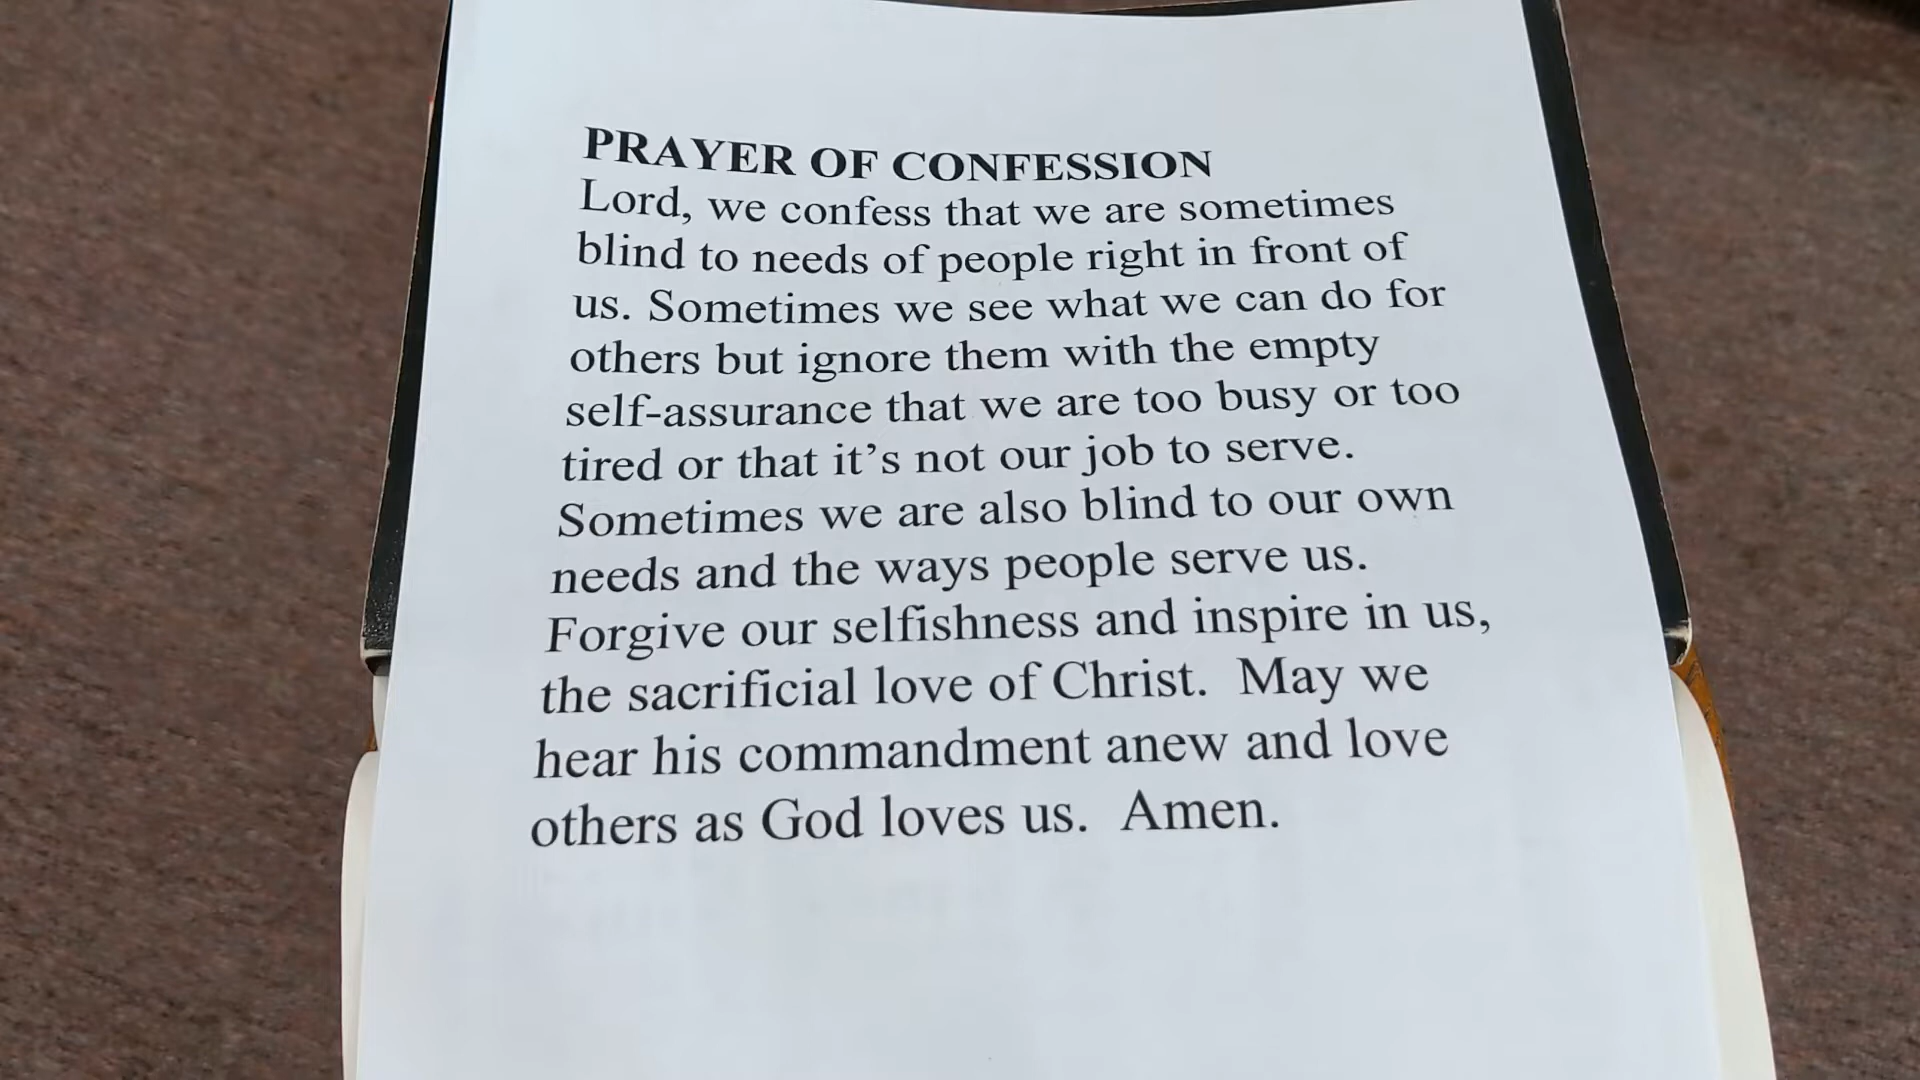 PRAYER OF CONFESSION
Lord, we confess that we are sometimes
blind to needs of people right in front of
us. Sometimes we see what we can do for
others but ignore them with the empty
self-assurance that we are too busy or too
tired or that it’s not our job to serve.
Sometimes we are also blind to our own
needs and the ways people serve us.
Forgive our selfishness and inspire in us,
the sacrificial love of Christ.  May we
hear his commandment anew and love
others as God loves us.  Amen.